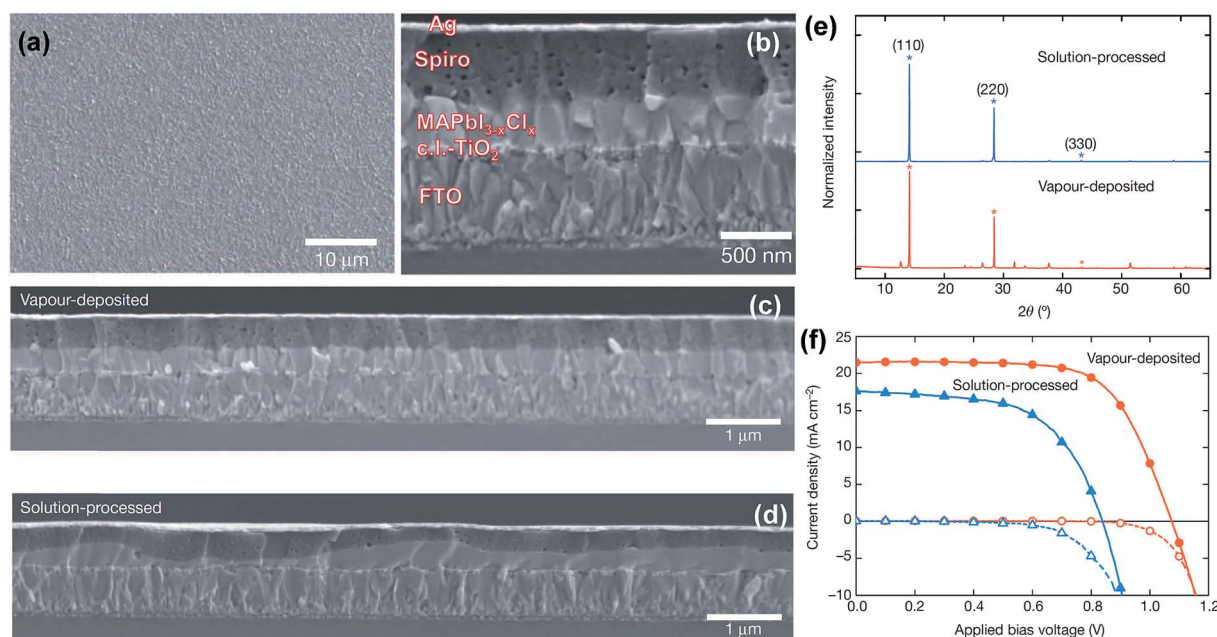 (a)
10 μm
(b)
Ag
Spiro
MAPbI₃₋ₓClₓ
c.l.-TiO₂
FTO
500 nm
Vapour-deposited
(c)
1 μm
Solution-processed
(d)
1 μm
(e)
Normalized intensity
(110)
*
Solution-processed
(220)
*
(330)
*
Vapour-deposited
*
*
*
10 20 30 40 50 60
2θ (°)
(f)
Current density (mA cm⁻²)
25
20
15
10
5
0
−5
−10
Vapour-deposited
Solution-processed
0.0 0.2 0.4 0.6 0.8 1.0 1.2
Applied bias voltage (V)